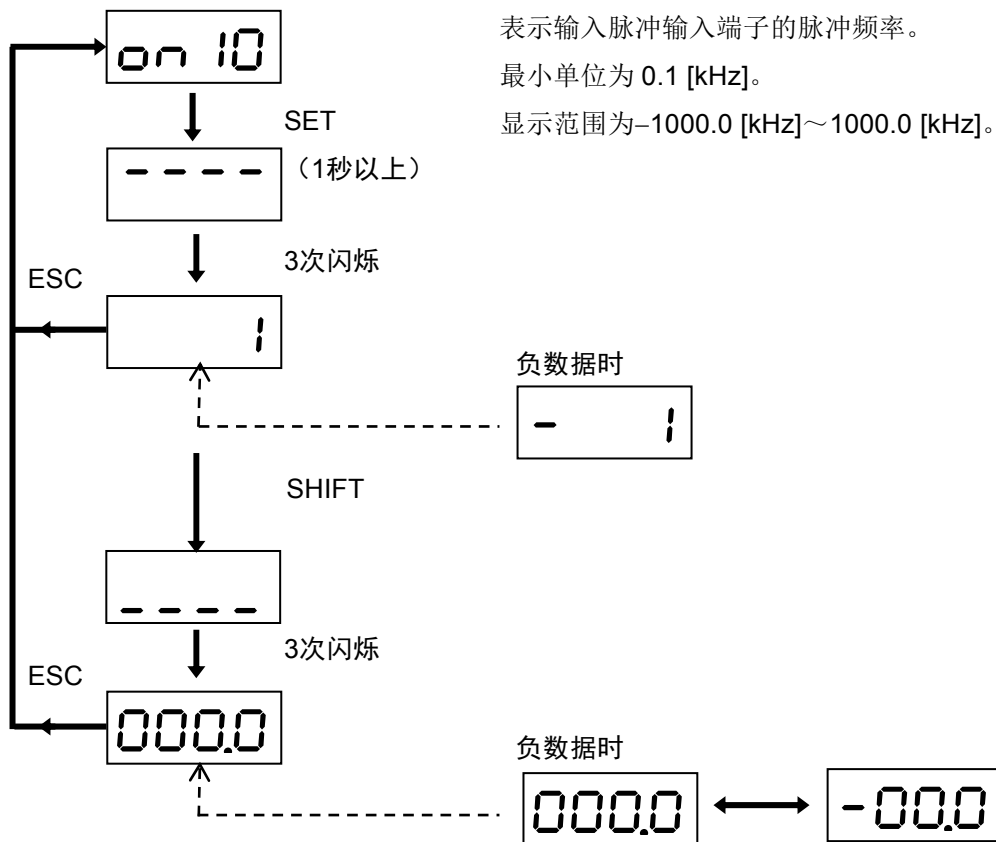 on 10
表示输入脉冲输入端子的脉冲频率。
最小单位为 0.1 [kHz]。
显示范围为–1000.0 [kHz]～1000.0 [kHz]。
SET
（1秒以上）
- - - -
3次闪烁
ESC
1
负数据时
- 1
SHIFT
- - - -
3次闪烁
ESC
000.0
负数据时
000.0
-00.0